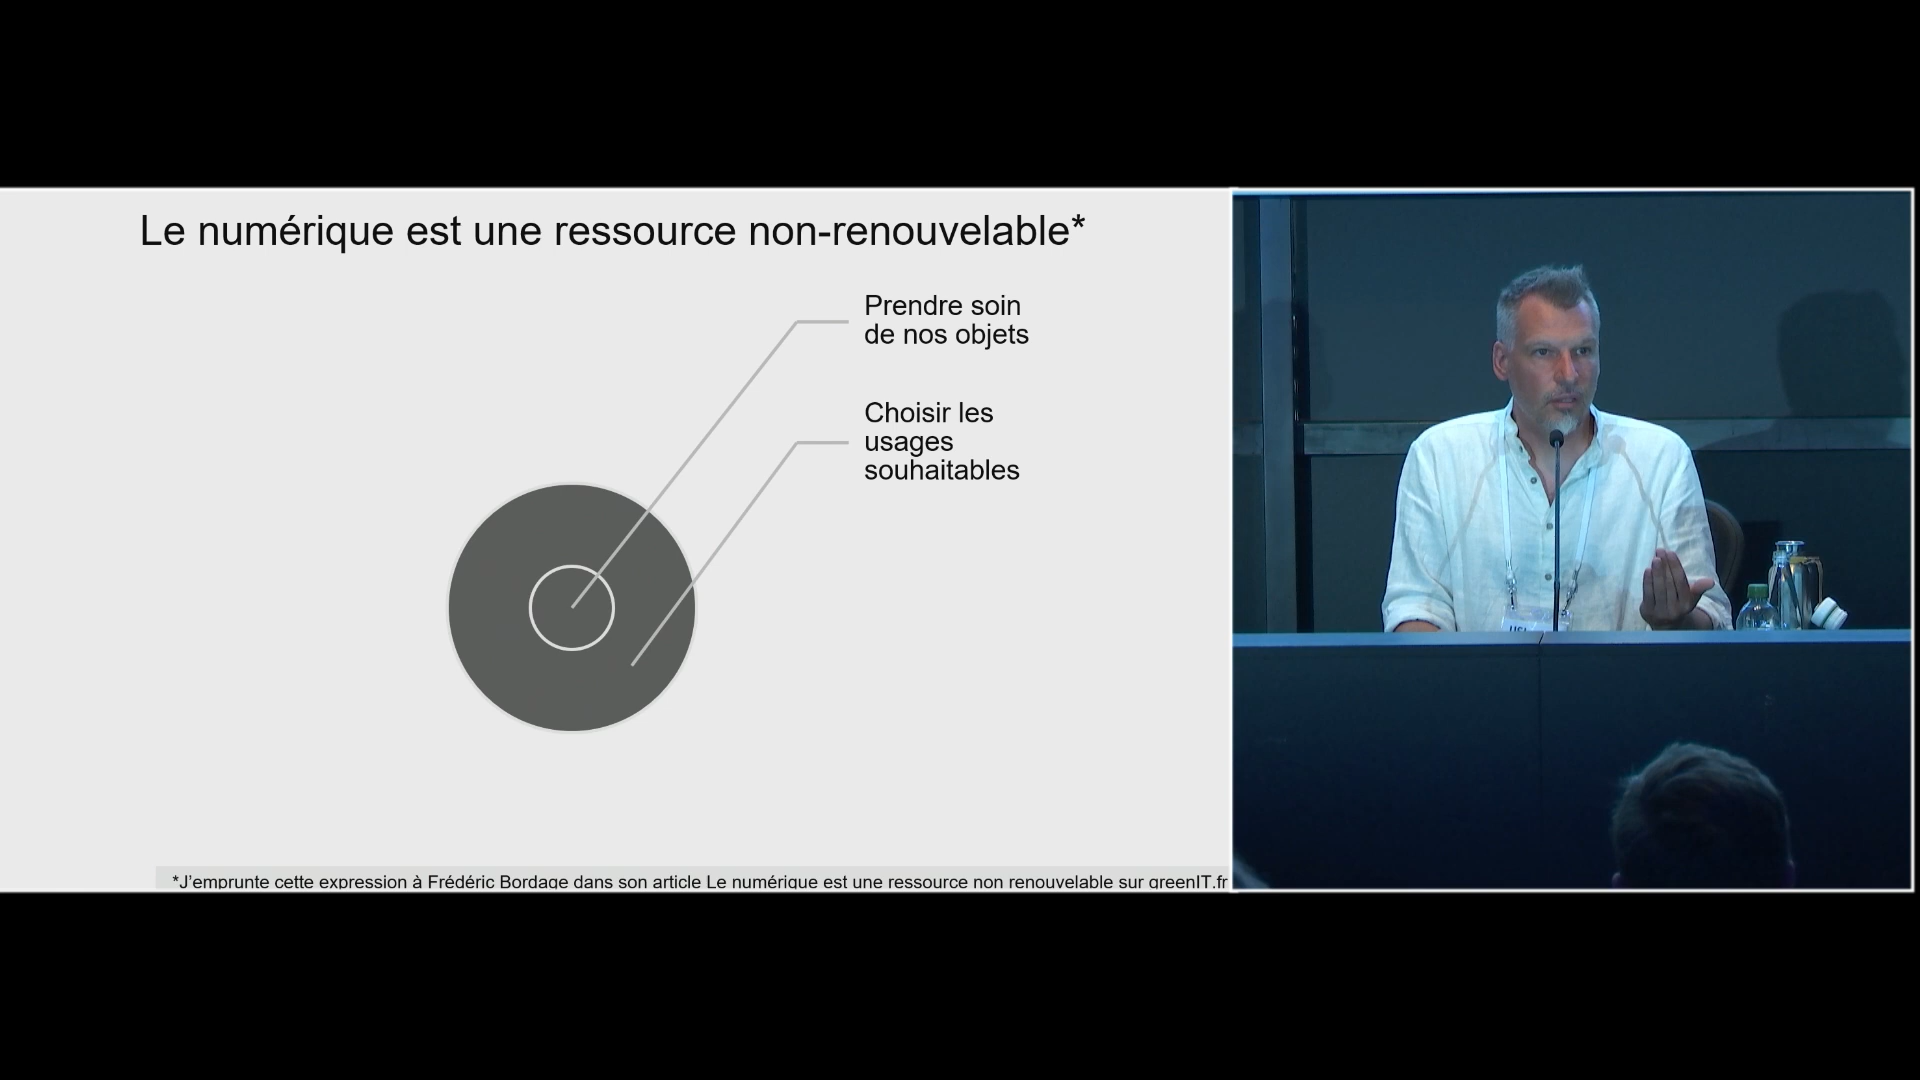 Le numérique est une ressource non-renouvelable*
Prendre soin
de nos objets
Choisir les
usages
souhaitables
*J’emprunte cette expression à Frédéric Bordage dans son article Le numérique est une ressource non renouvelable sur greenIT.fr